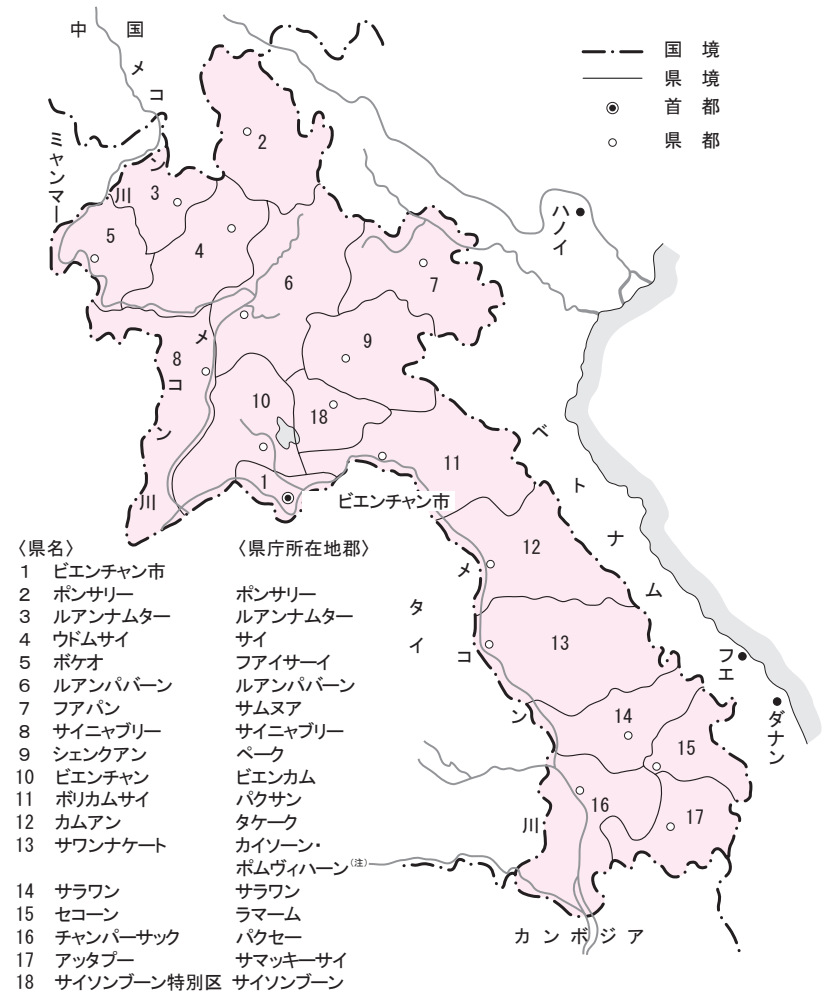 中国
メコン川
ミャンマー
国境
県境
首都
県都
2
3
5
4
ハノイ
6
7
9
メコン川
8
10
18
11
ベトナム
1
ビエンチャン市
12
メコン川
タイ
13
フエ
ダナン
14
15
16
17
カンボジア
〈県名〉 〈県庁所在地郡〉
1 ビエンチャン市
2 ポンサリー ポンサリー
3 ルアンナムター ルアンナムター
4 ウドムサイ サイ
5 ボケオ フアイサーイ
6 ルアンパバーン ルアンパバーン
7 フアパン サムヌア
8 サイニャブリー サイニャブリー
9 シェンクアン ペーク
10 ビエンチャン ビエンカム
11 ボリカムサイ パクサン
12 カムアン タケーク
13 サワンナケート カイソーン・
ポムヴィハーン(注)
14 サラワン サラワン
15 セコーン ラマーム
16 チャンパーサック パクセー
17 アッタプー サマッキーサイ
18 サイソンブーン特別区 サイソンブーン